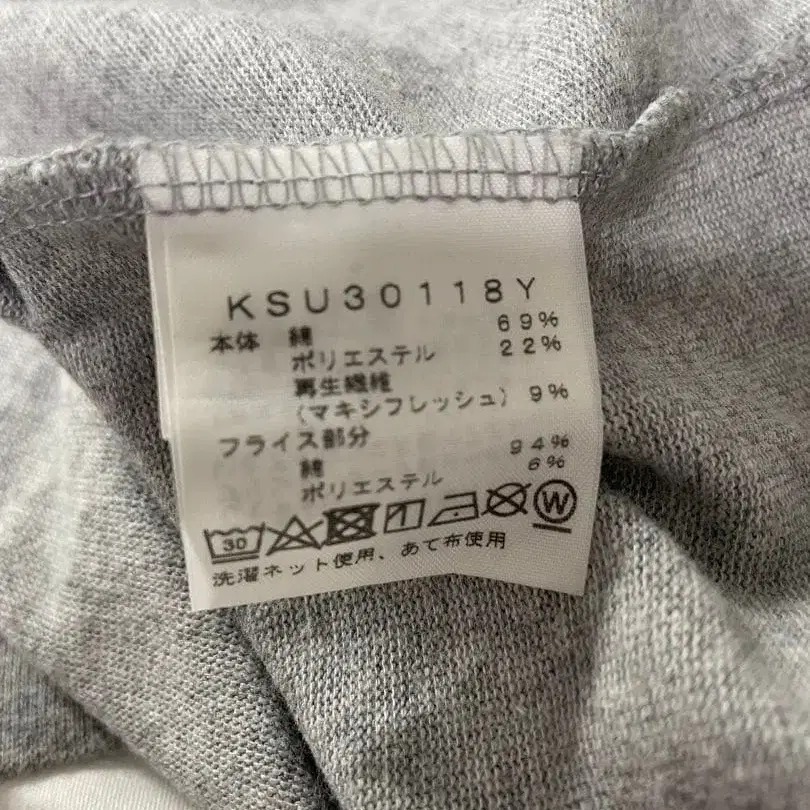 KSU30118Y
本体 綿 69%
ポリエステル 22%
再生繊維
(マキシフレッシュ) 9%
フライス部分
綿 94%
ポリエステル 6%
30 W
洗濯ネット使用、あて布使用